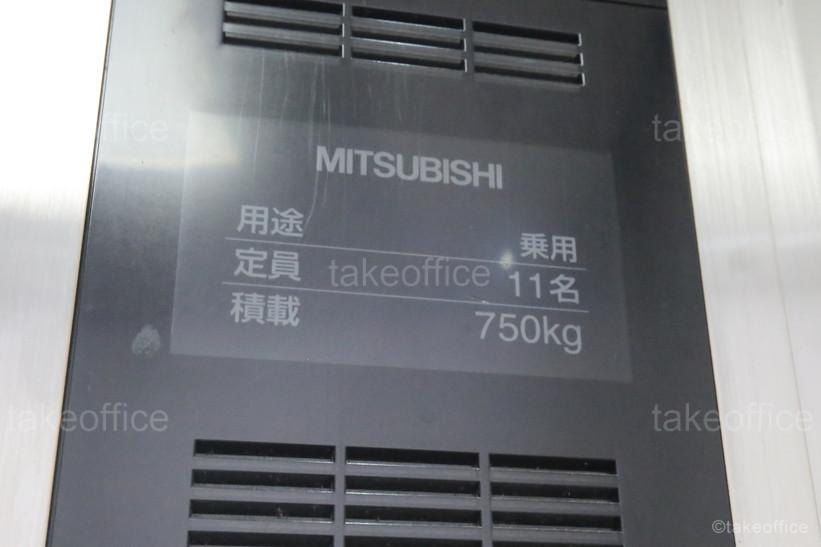 takeoffice takeoffice
MITSUBISHI
用途 乗用
定員 11名
takeoffice
積載 750kg
takeoffice takeoffice
©takeoffice